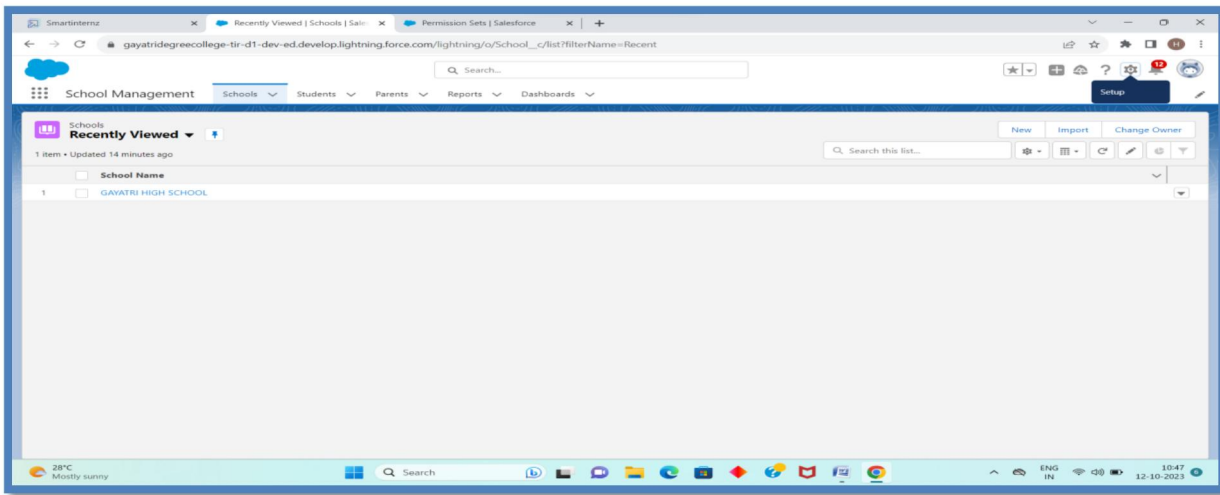 Smartinternz
Recently Viewed | Schools | Sale
Permission Sets | Salesforce
gayatridegreecollege-tir-d1-dev-ed.develop.lightning.force.com/lightning/o/School__c/list?filterName=Recent
H
Search...
12
School Management Schools Students Parents Reports Dashboards
Setup
Schools
Recently Viewed
New Import Change Owner
1 item • Updated 14 minutes ago
Search this list...
School Name
1 GAYATRI HIGH SCHOOL
28°C
Mostly sunny
Search
ENG
IN
10:47
12-10-2023